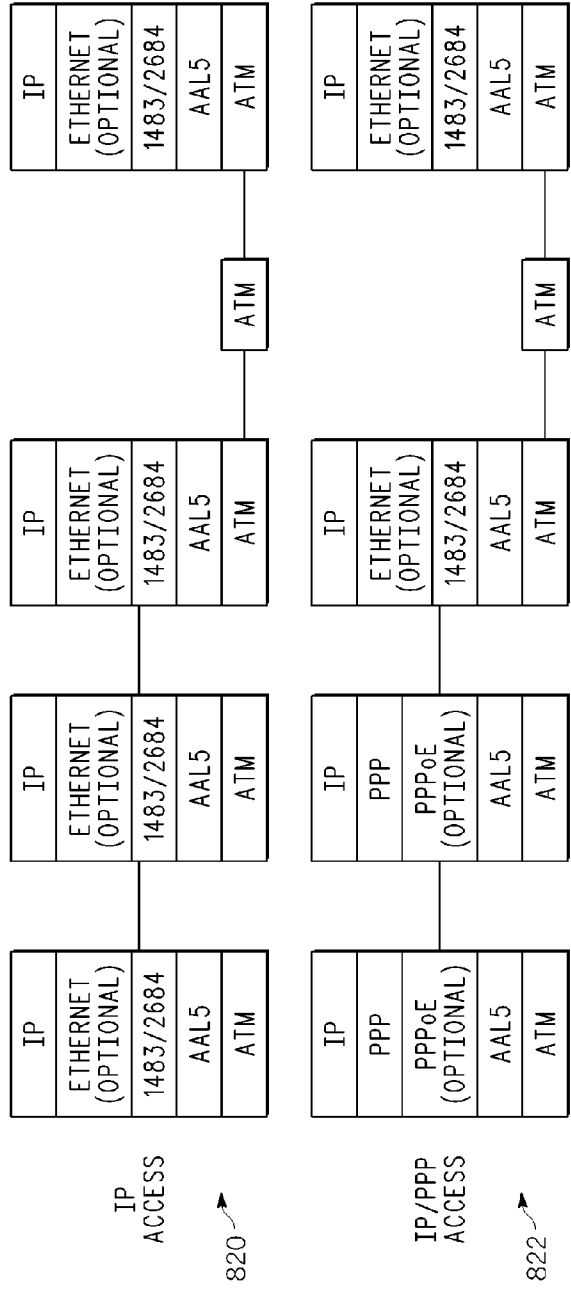 IP
ACCESS
820
IP
ETHERNET
(OPTIONAL)
1483/2684
AAL5
ATM
IP
ETHERNET
(OPTIONAL)
1483/2684
AAL5
ATM
IP
ETHERNET
(OPTIONAL)
1483/2684
AAL5
ATM
ATM
IP
ETHERNET
(OPTIONAL)
1483/2684
AAL5
ATM
IP/PPP
ACCESS
822
IP
PPP
PPPoE
(OPTIONAL)
AAL5
ATM
IP
PPP
PPPoE
(OPTIONAL)
AAL5
ATM
IP
ETHERNET
(OPTIONAL)
1483/2684
AAL5
ATM
ATM
IP
ETHERNET
(OPTIONAL)
1483/2684
AAL5
ATM